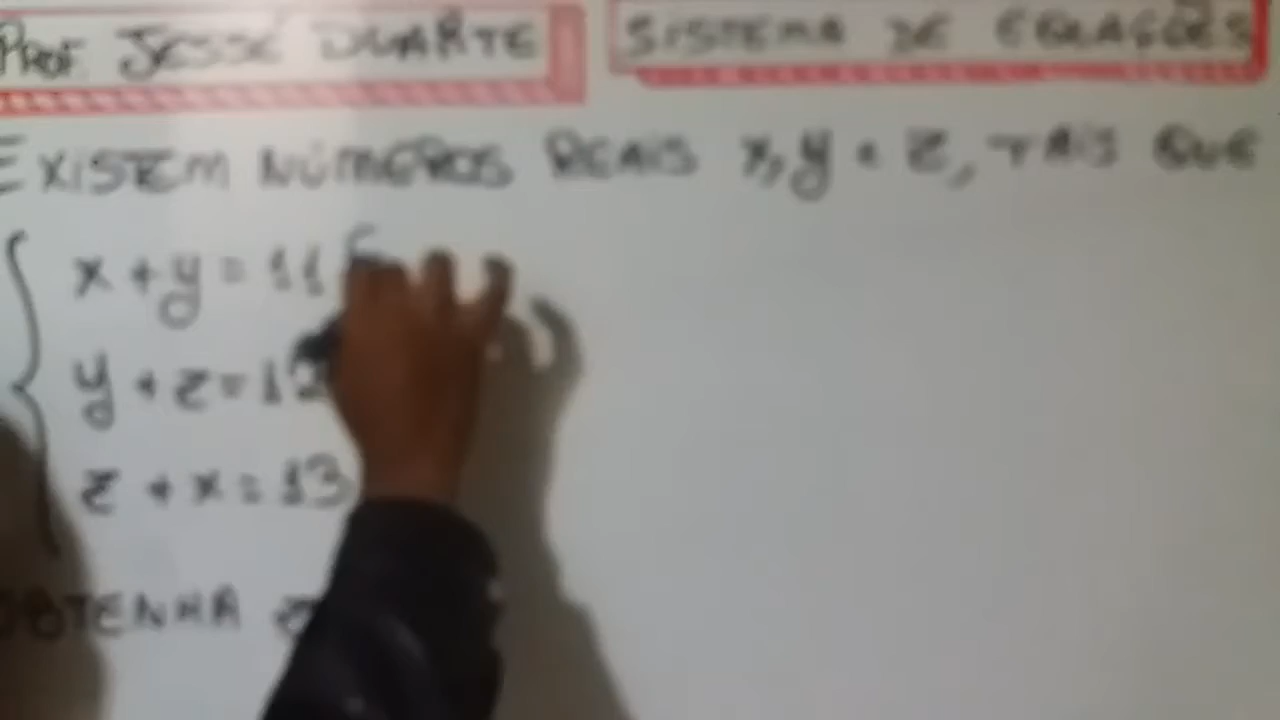 PROF. JESSÉ DUARTE
SISTEMA DE EQUAÇÕES
EXISTEM NÚMEROS REAIS x, y e z, TAIS QUE
x + y = 11
y + z = 12
z + x = 13
OBTENHA z